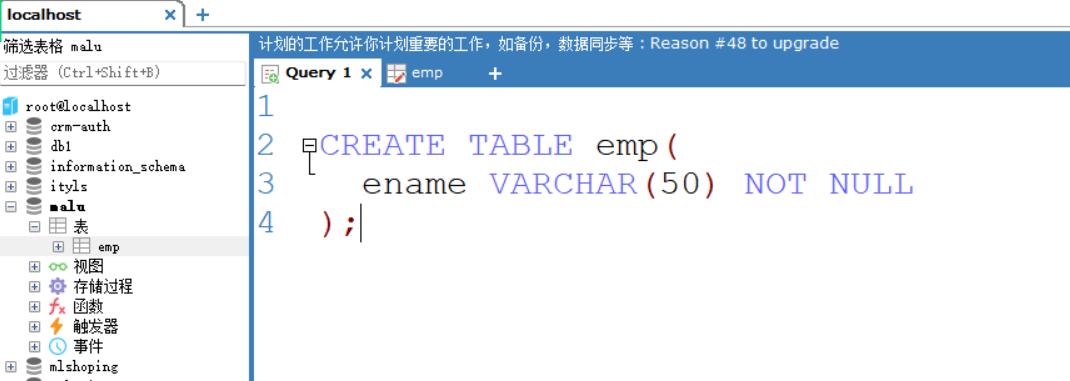 localhost
筛选表格 malu
过滤器 (Ctrl+Shift+B)
root@localhost
crm-auth
db1
information_schema
ityls
malu
表
emp
视图
存储过程
函数
触发器
事件
mlshoping
计划的工作允许你计划重要的工作，如备份，数据同步等：Reason #48 to upgrade
Query 1 emp
1
2 CREATE TABLE emp(
3 ename VARCHAR(50) NOT NULL
4 );